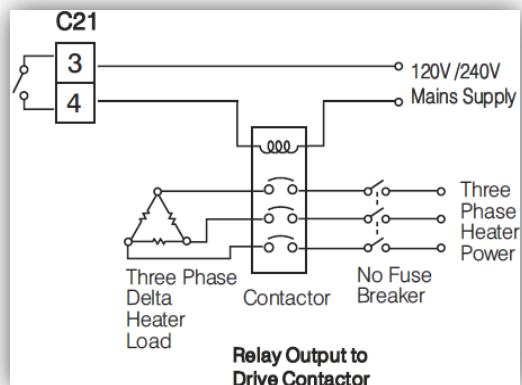 C21
3
4
120V /240V
Mains Supply
Three
Phase
Heater
Power
Three Phase
Delta
Heater
Load
Contactor
No Fuse
Breaker
Relay Output to
Drive Contactor